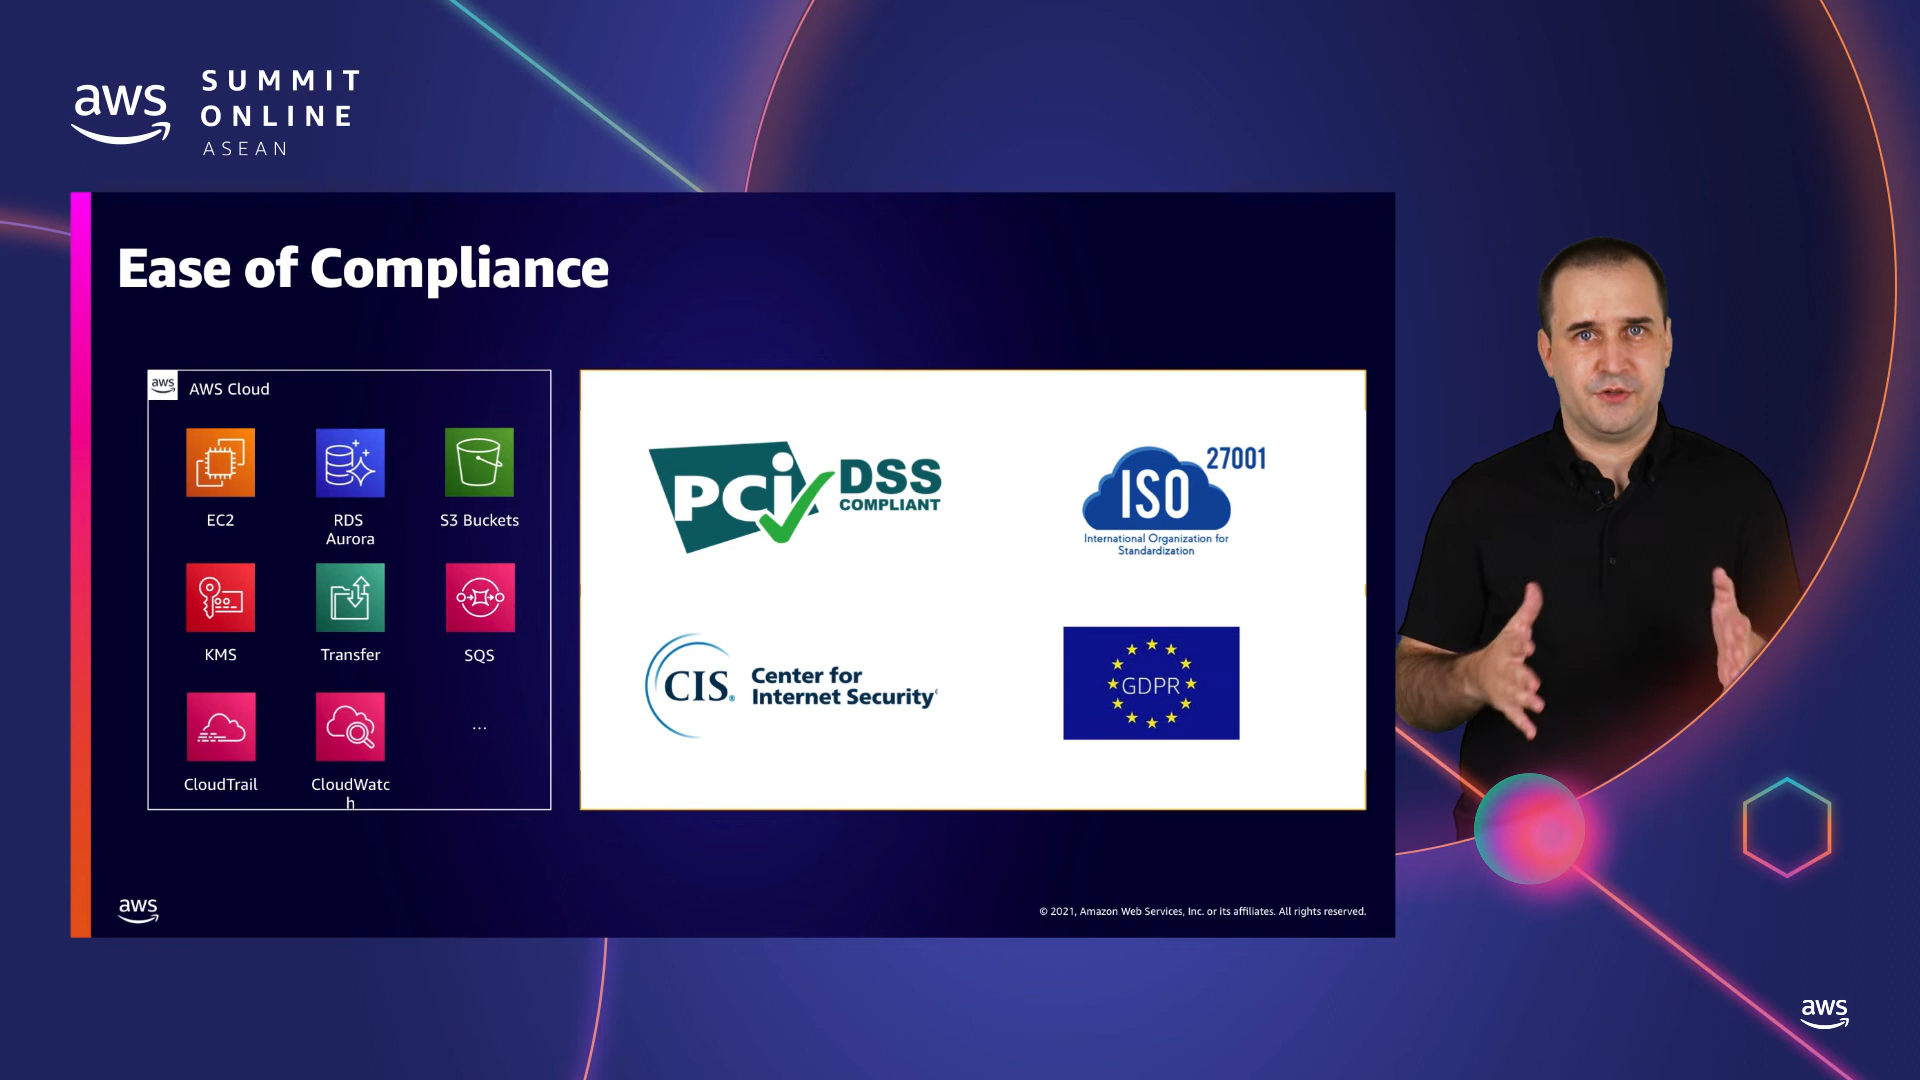 aws
SUMMIT
ONLINE
ASEAN
Ease of Compliance
aws
AWS Cloud
EC2
RDS
Aurora
S3 Buckets
KMS
Transfer
SQS
CloudTrail
CloudWatc
h
...
PCi DSS
COMPLIANT
ISO 27001
International Organization for
Standardization
CIS® Center for
Internet Security
GDPR
aws
© 2021, Amazon Web Services, Inc. or its affiliates. All rights reserved.
aws